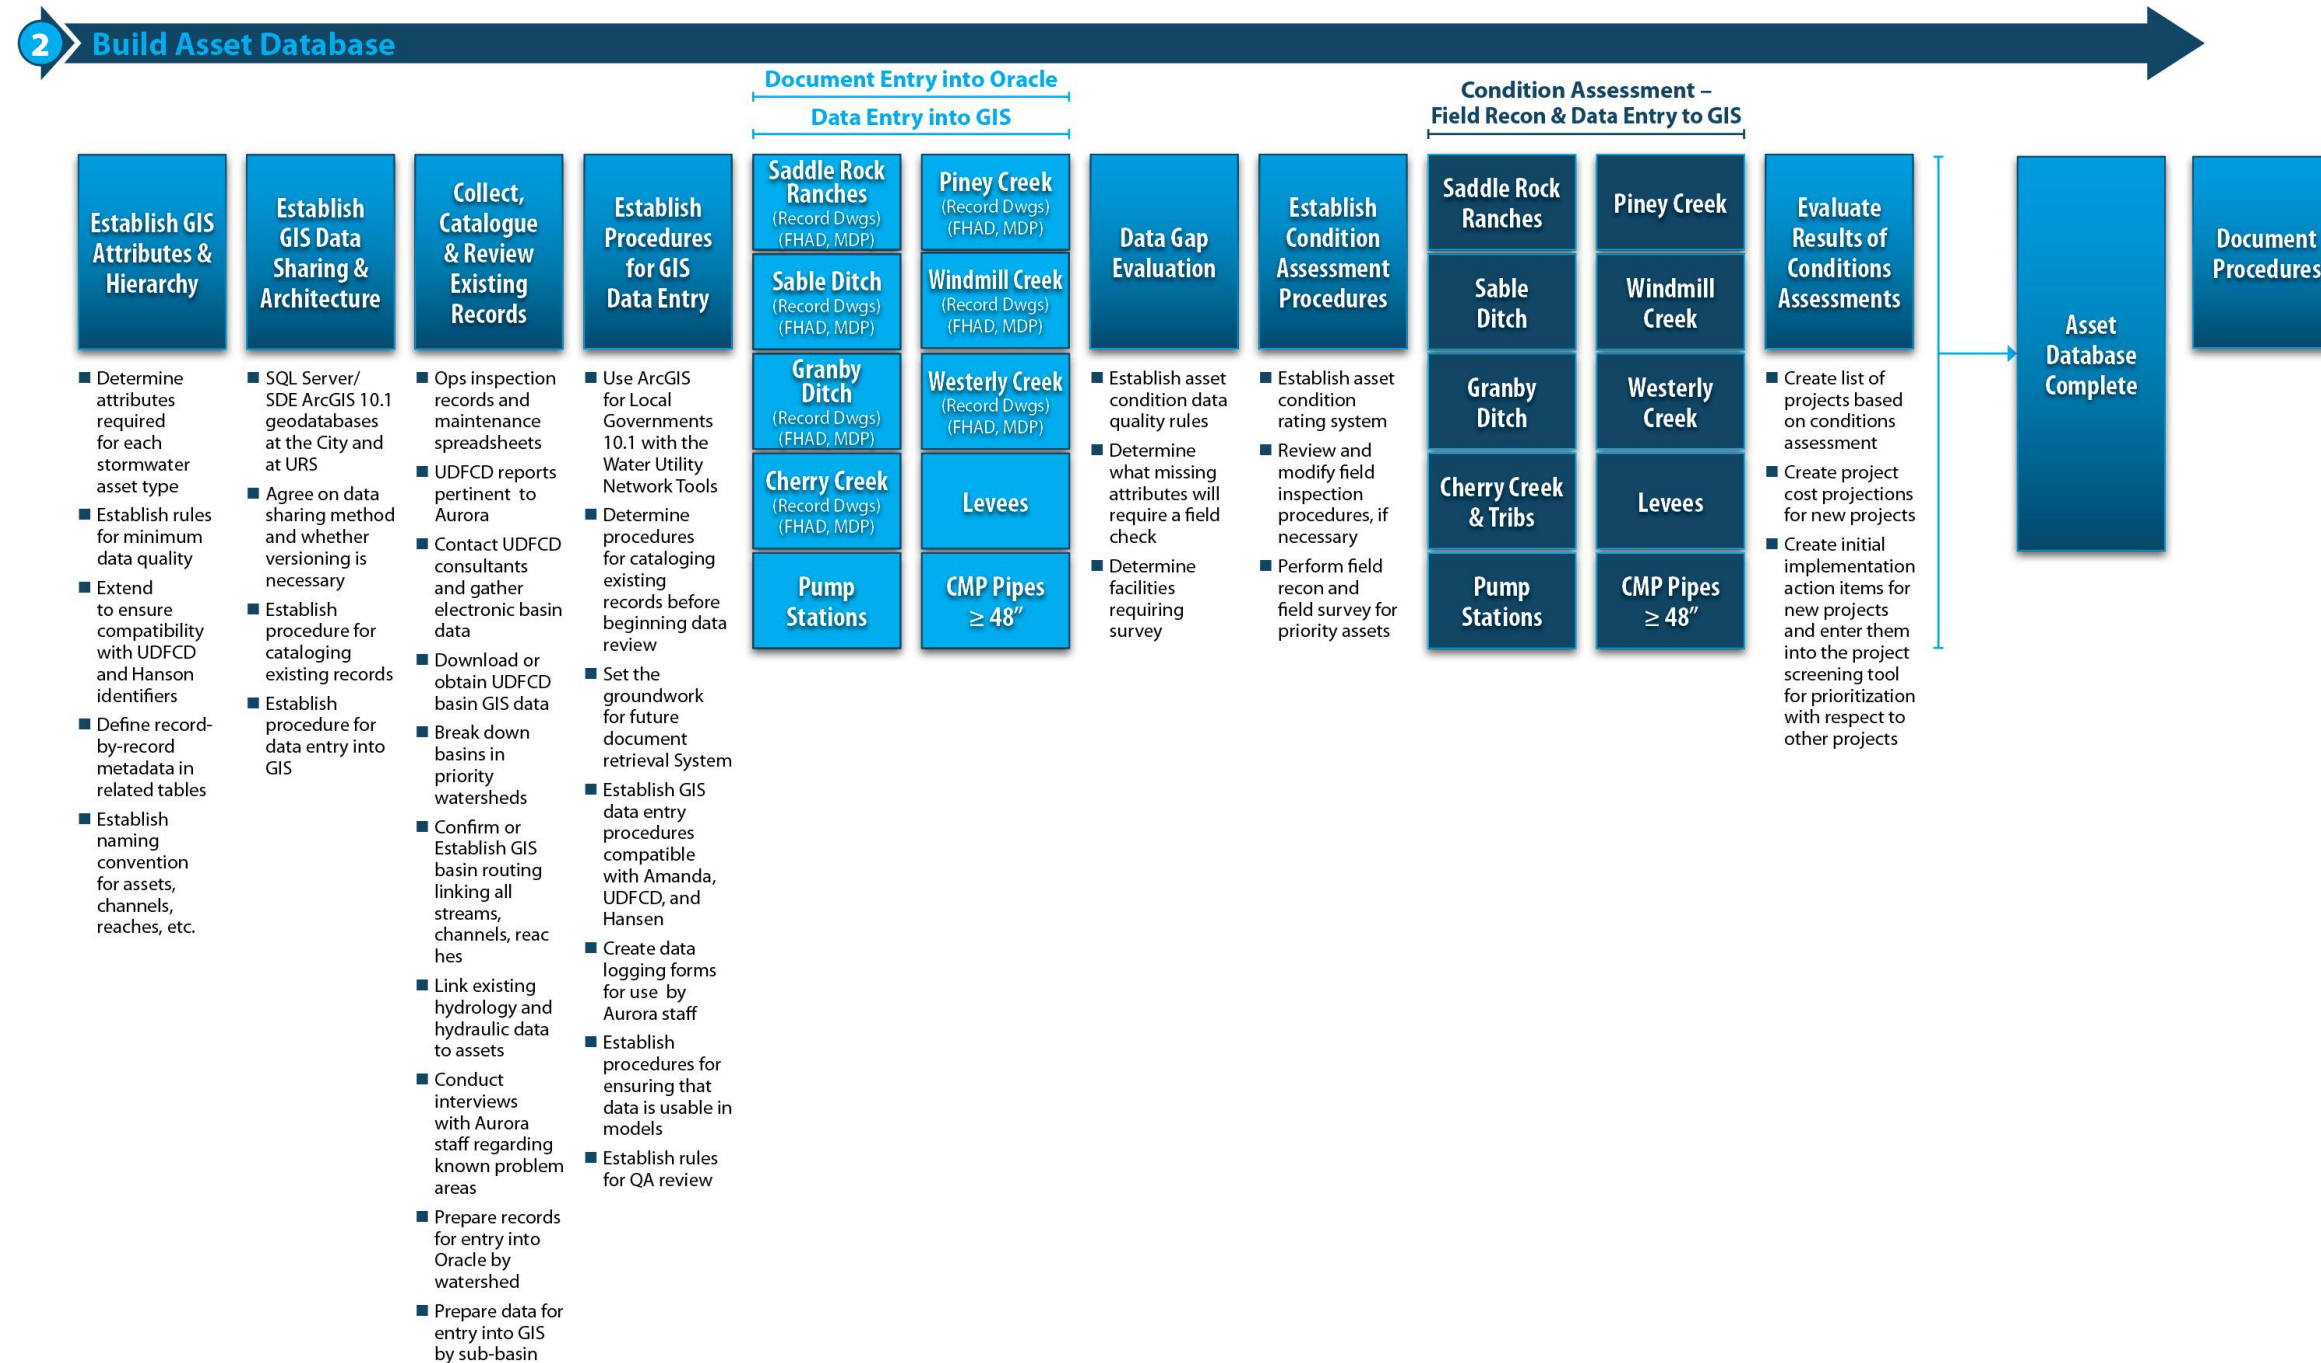 2
Build Asset Database
Document Entry into Oracle
Data Entry into GIS
Condition Assessment –
Field Recon & Data Entry to GIS
Establish GIS
Attributes &
Hierarchy
■ Determine
attributes
required
for each
stormwater
asset type
■ Establish rules
for minimum
data quality
■ Extend
to ensure
compatibility
with UDFCD
and Hanson
identifiers
■ Define record-
by-record
metadata in
related tables
■ Establish
naming
convention
for assets,
channels,
reaches, etc.
Establish
GIS Data
Sharing &
Architecture
■ SQL Server/
SDE ArcGIS 10.1
geodatabases
at the City and
at URS
■ Agree on data
sharing method
and whether
versioning is
necessary
■ Establish
procedure for
cataloging
existing records
■ Establish
procedure for
data entry into
GIS
Collect,
Catalogue
& Review
Existing
Records
■ Ops inspection
records and
maintenance
spreadsheets
■ UDFCD reports
pertinent to
Aurora
■ Contact UDFCD
consultants
and gather
electronic basin
data
■ Download or
obtain UDFCD
basin GIS data
■ Break down
basins in
priority
watersheds
■ Confirm or
Establish GIS
basin routing
linking all
streams,
channels, reac
hes
■ Link existing
hydrology and
hydraulic data
to assets
■ Conduct
interviews
with Aurora
staff regarding
known problem
areas
■ Prepare records
for entry into
Oracle by
watershed
■ Prepare data for
entry into GIS
by sub-basin
Establish
Procedures
for GIS
Data Entry
■ Use ArcGIS
for Local
Governments
10.1 with the
Water Utility
Network Tools
■ Determine
procedures
for cataloging
existing
records before
beginning data
review
■ Set the
groundwork
for future
document
retrieval System
■ Establish GIS
data entry
procedures
compatible
with Amanda,
UDFCD, and
Hansen
■ Create data
logging forms
for use by
Aurora staff
■ Establish
procedures for
ensuring that
data is usable in
models
■ Establish rules
for QA review
Saddle Rock
Ranches
(Record Dwgs)
(FHAD, MDP)
Sable Ditch
(Record Dwgs)
(FHAD, MDP)
Granby
Ditch
(Record Dwgs)
(FHAD, MDP)
Cherry Creek
(Record Dwgs)
(FHAD, MDP)
Pump
Stations
Piney Creek
(Record Dwgs)
(FHAD, MDP)
Windmill Creek
(Record Dwgs)
(FHAD, MDP)
Westerly Creek
(Record Dwgs)
(FHAD, MDP)
Levees
CMP Pipes
≥ 48”
Data Gap
Evaluation
■ Establish asset
condition data
quality rules
■ Determine
what missing
attributes will
require a field
check
■ Determine
facilities
requiring
survey
Establish
Condition
Assessment
Procedures
■ Establish asset
condition
rating system
■ Review and
modify field
inspection
procedures, if
necessary
■ Perform field
recon and
field survey for
priority assets
Saddle Rock
Ranches
Sable
Ditch
Granby
Ditch
Cherry Creek
& Tribs
Pump
Stations
Piney Creek
Windmill
Creek
Westerly
Creek
Levees
CMP Pipes
≥ 48”
Evaluate
Results of
Conditions
Assessments
■ Create list of
projects based
on conditions
assessment
■ Create project
cost projections
for new projects
■ Create initial
implementation
action items for
new projects
and enter them
into the project
screening tool
for prioritization
with respect to
other projects
Asset
Database
Complete
Document
Procedures